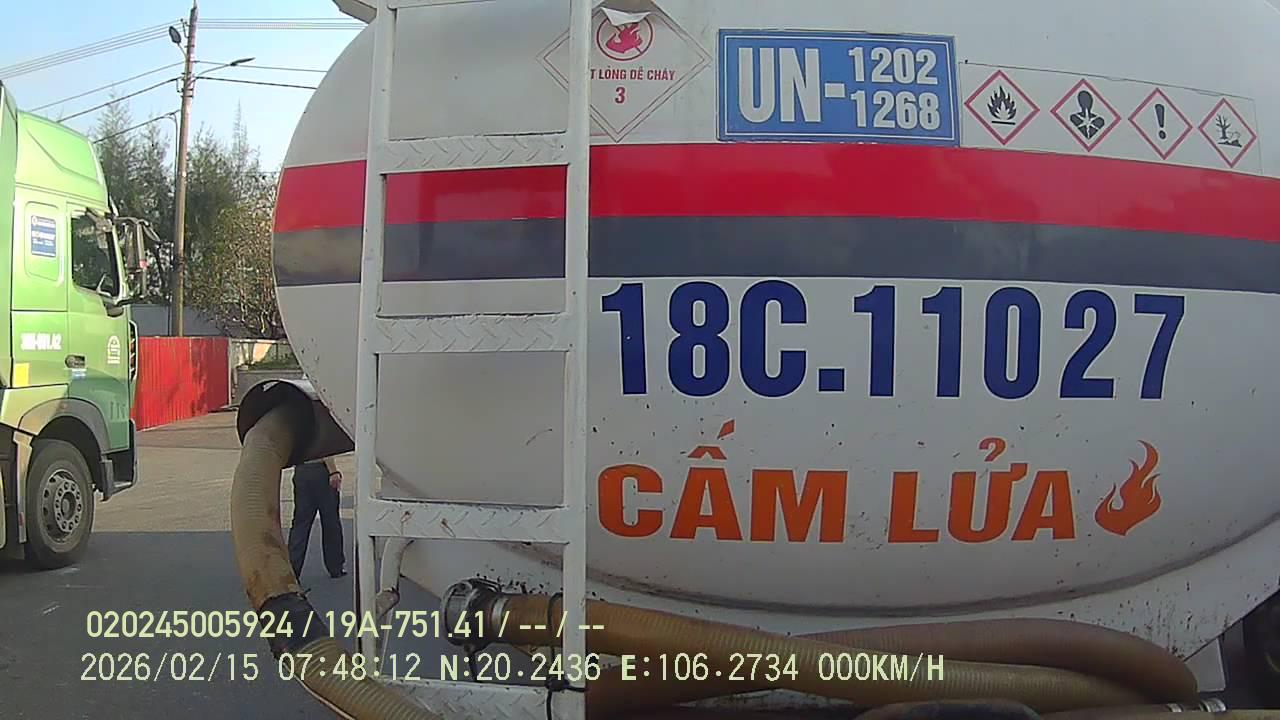 T LỎNG DỄ CHÁY
3
UN-
1202
1268
18C.11027
CẤM LỬA
020245005924 / 19A-751.41 / -- / --
2026/02/15 07:48:12 N:20.2436 E:106.2734 000KM/H